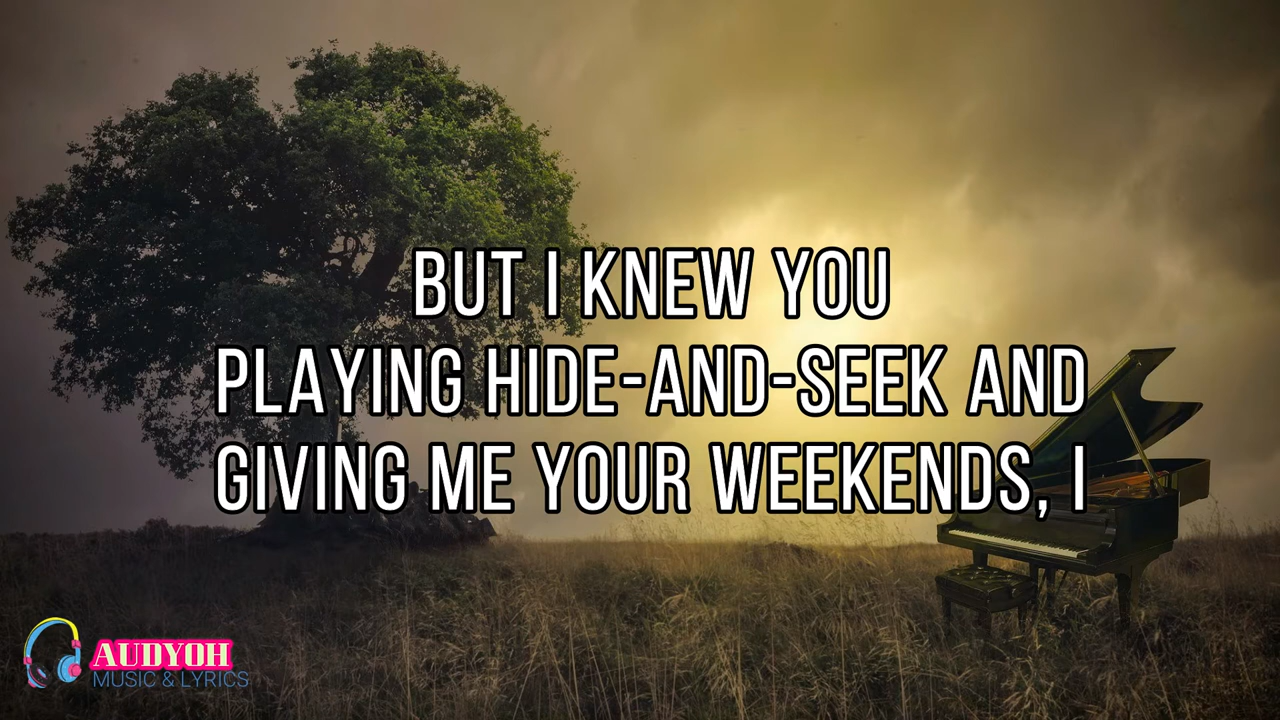 BUT I KNEW YOU
PLAYING HIDE-AND-SEEK AND
GIVING ME YOUR WEEKENDS, I
AUDYOH
MUSIC & LYRICS